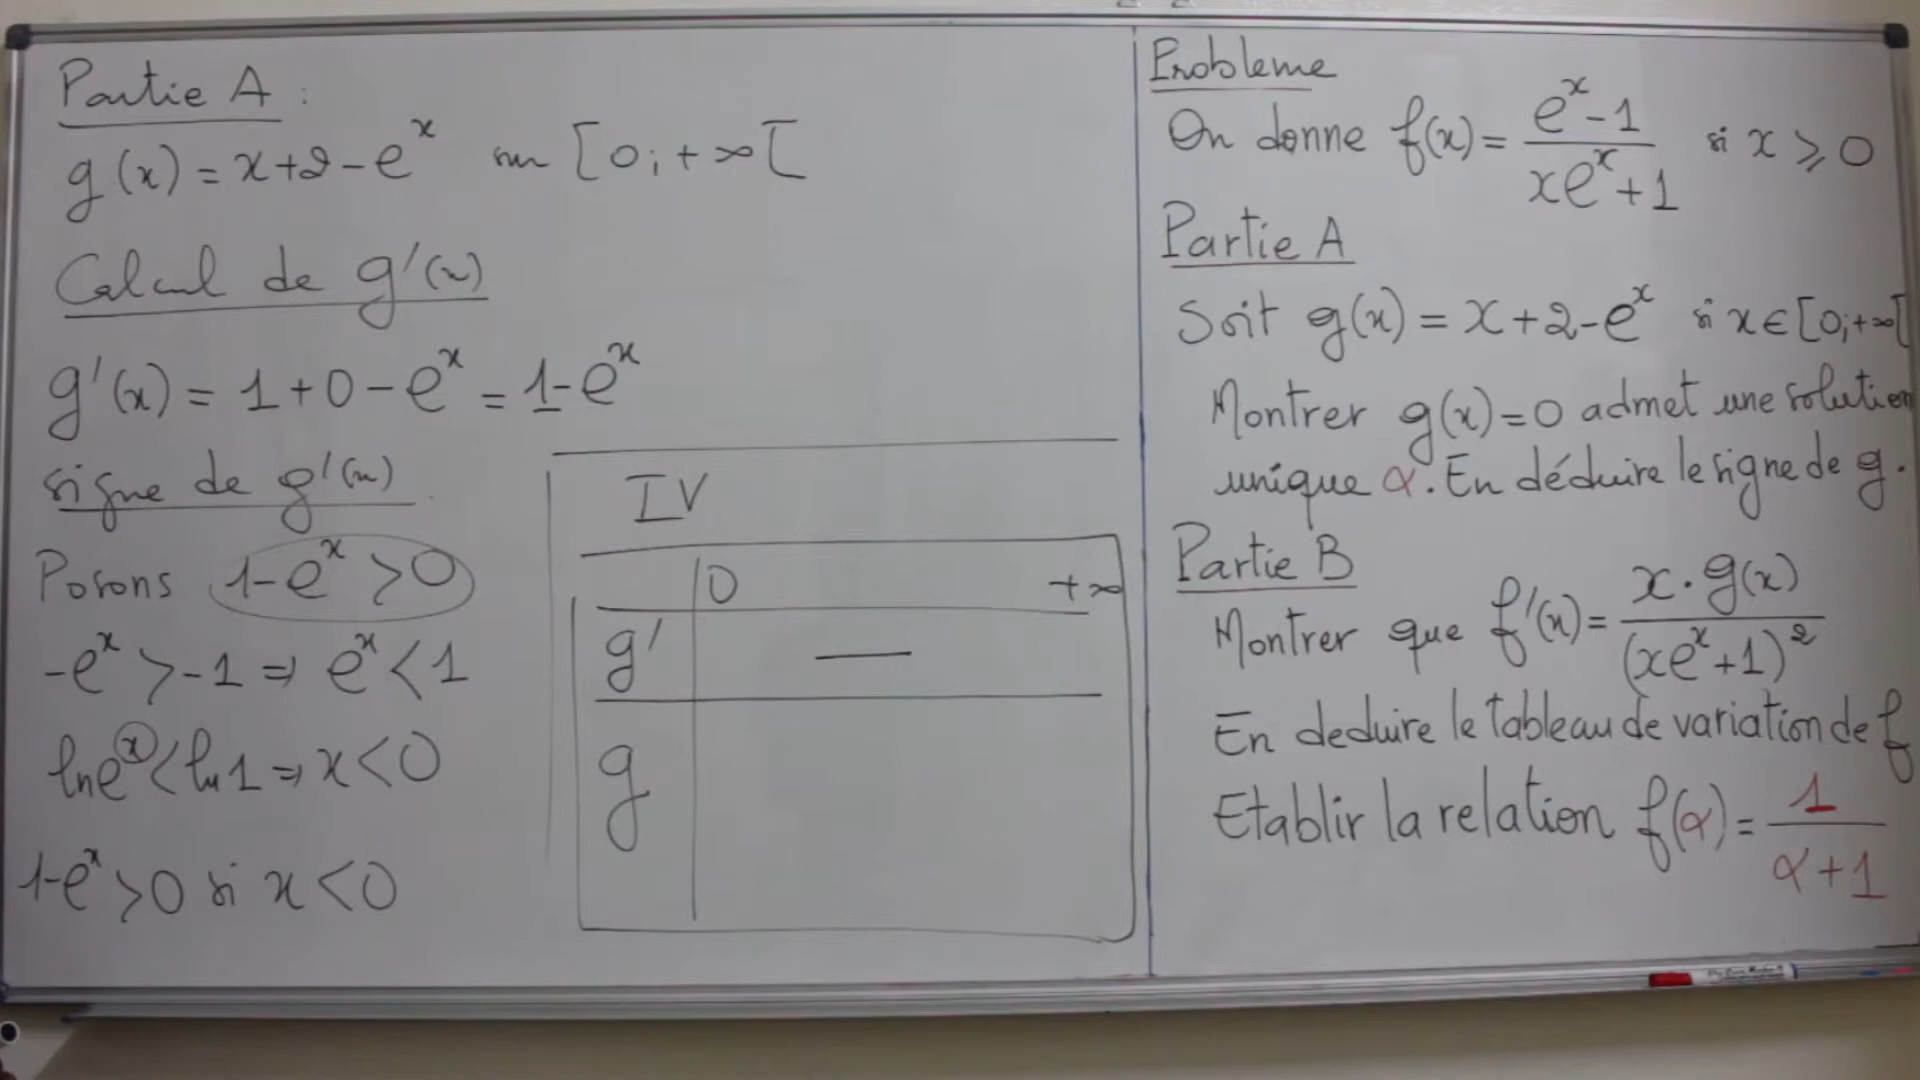 Partie A :
g(x) = x+2-e^x sur [0;+∞[
Calcul de g'(x)
g'(x) = 1+0-e^x = 1-e^x
signe de g'(x)
Posons 1-e^x > 0
-e^x > -1 ⇒ e^x < 1
ln e^x < ln 1 ⇒ x < 0
1-e^x > 0 si x < 0
IV
0 +∞
g' —
g
Probleme
On donne f(x) = (e^x - 1)/(xe^x + 1) si x ⩾ 0
Partie A
Soit g(x) = x+2-e^x si x∈[0;+∞[
Montrer g(x)=0 admet une solution
unique α. En déduire le signe de g.
Partie B
Montrer que f'(x) = (x·g(x))/((xe^x+1)^2)
En deduire le tableau de variation de f
Etablir la relation f(α) = 1/(α+1)